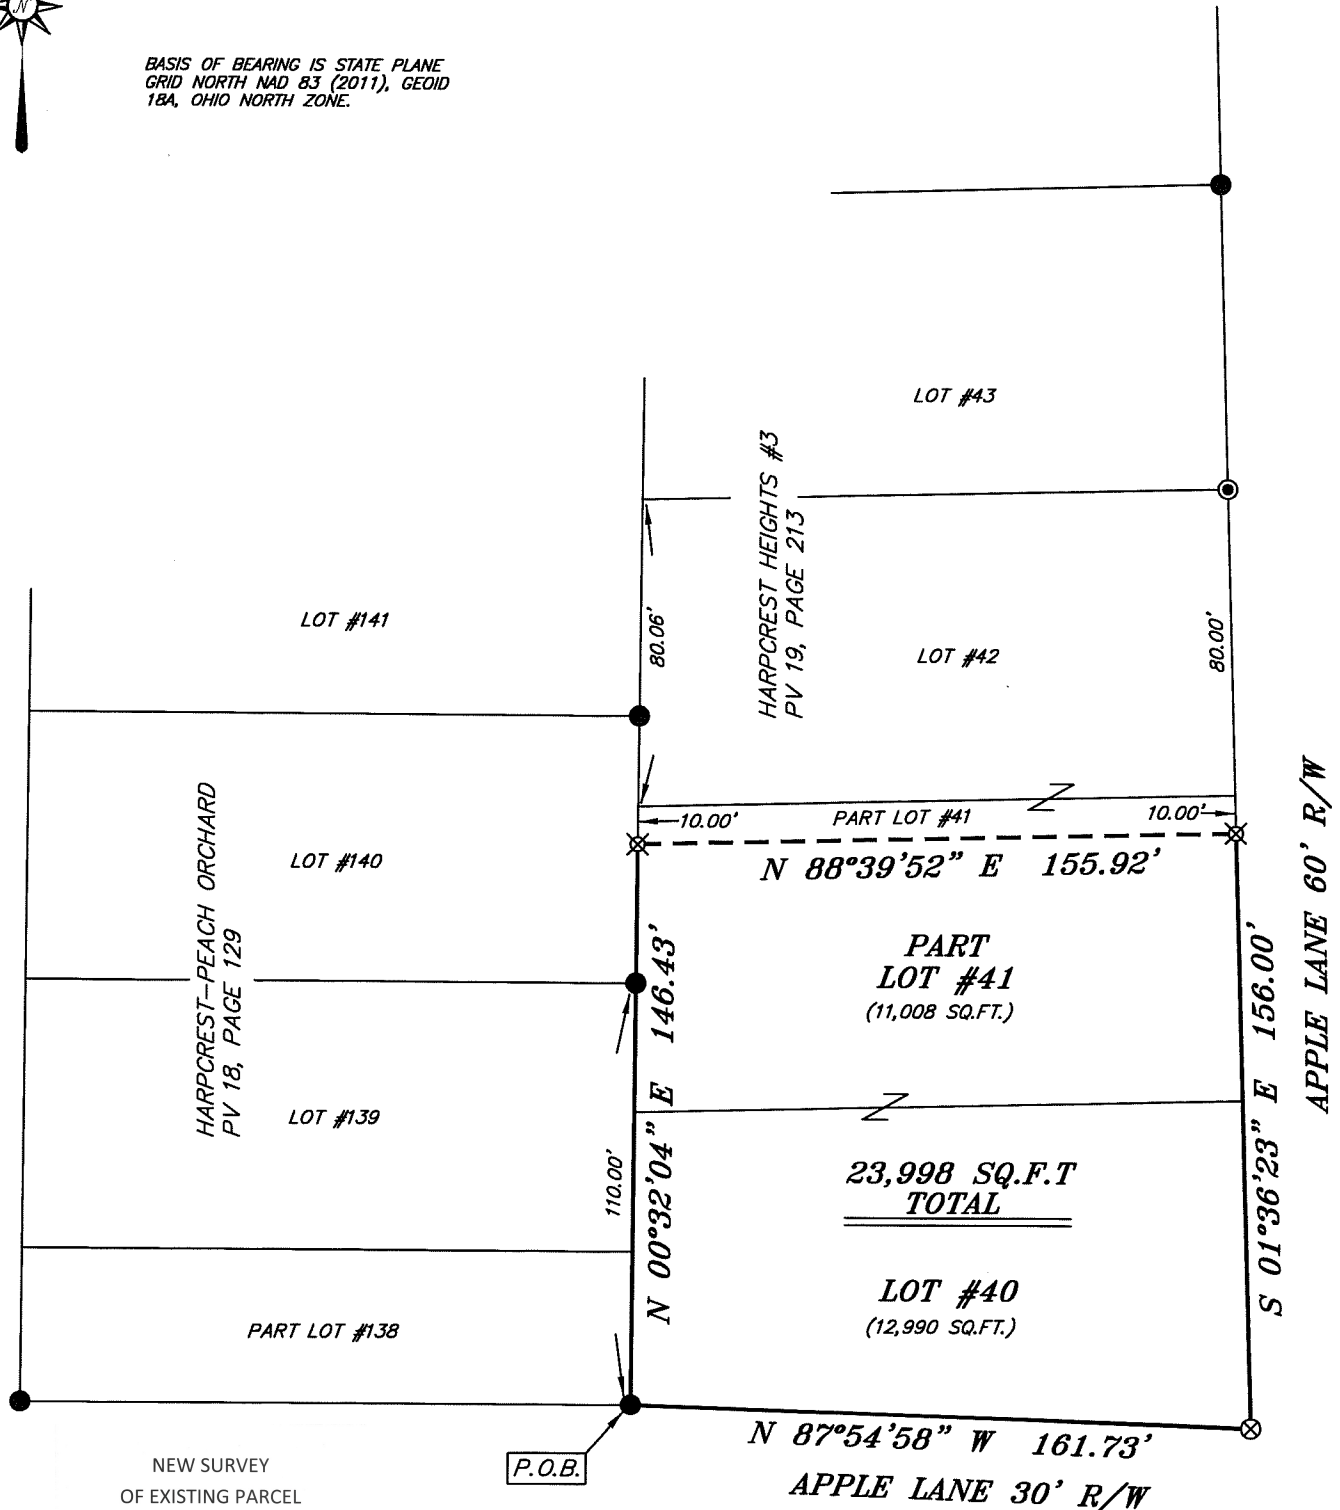 N
BASIS OF BEARING IS STATE PLANE
GRID NORTH NAD 83 (2011), GEOID
18A, OHIO NORTH ZONE.
LOT #43
HARPCREST HEIGHTS #3
PV 19, PAGE 213
LOT #141
80.06'
LOT #42
80.00'
10.00'
PART LOT #41
10.00'
N 88°39'52" E 155.92'
LOT #140
HARPCREST-PEACH ORCHARD
PV 18, PAGE 129
PART
LOT #41
(11,008 SQ.FT.)
N 00°32'04" E 146.43'
S 01°36'23" E 156.00'
APPLE LANE 60' R/W
LOT #139
110.00'
23,998 SQ.F.T
TOTAL
LOT #40
(12,990 SQ.FT.)
PART LOT #138
N 87°54'58" W 161.73'
P.O.B.
APPLE LANE 30' R/W
NEW SURVEY
OF EXISTING PARCEL